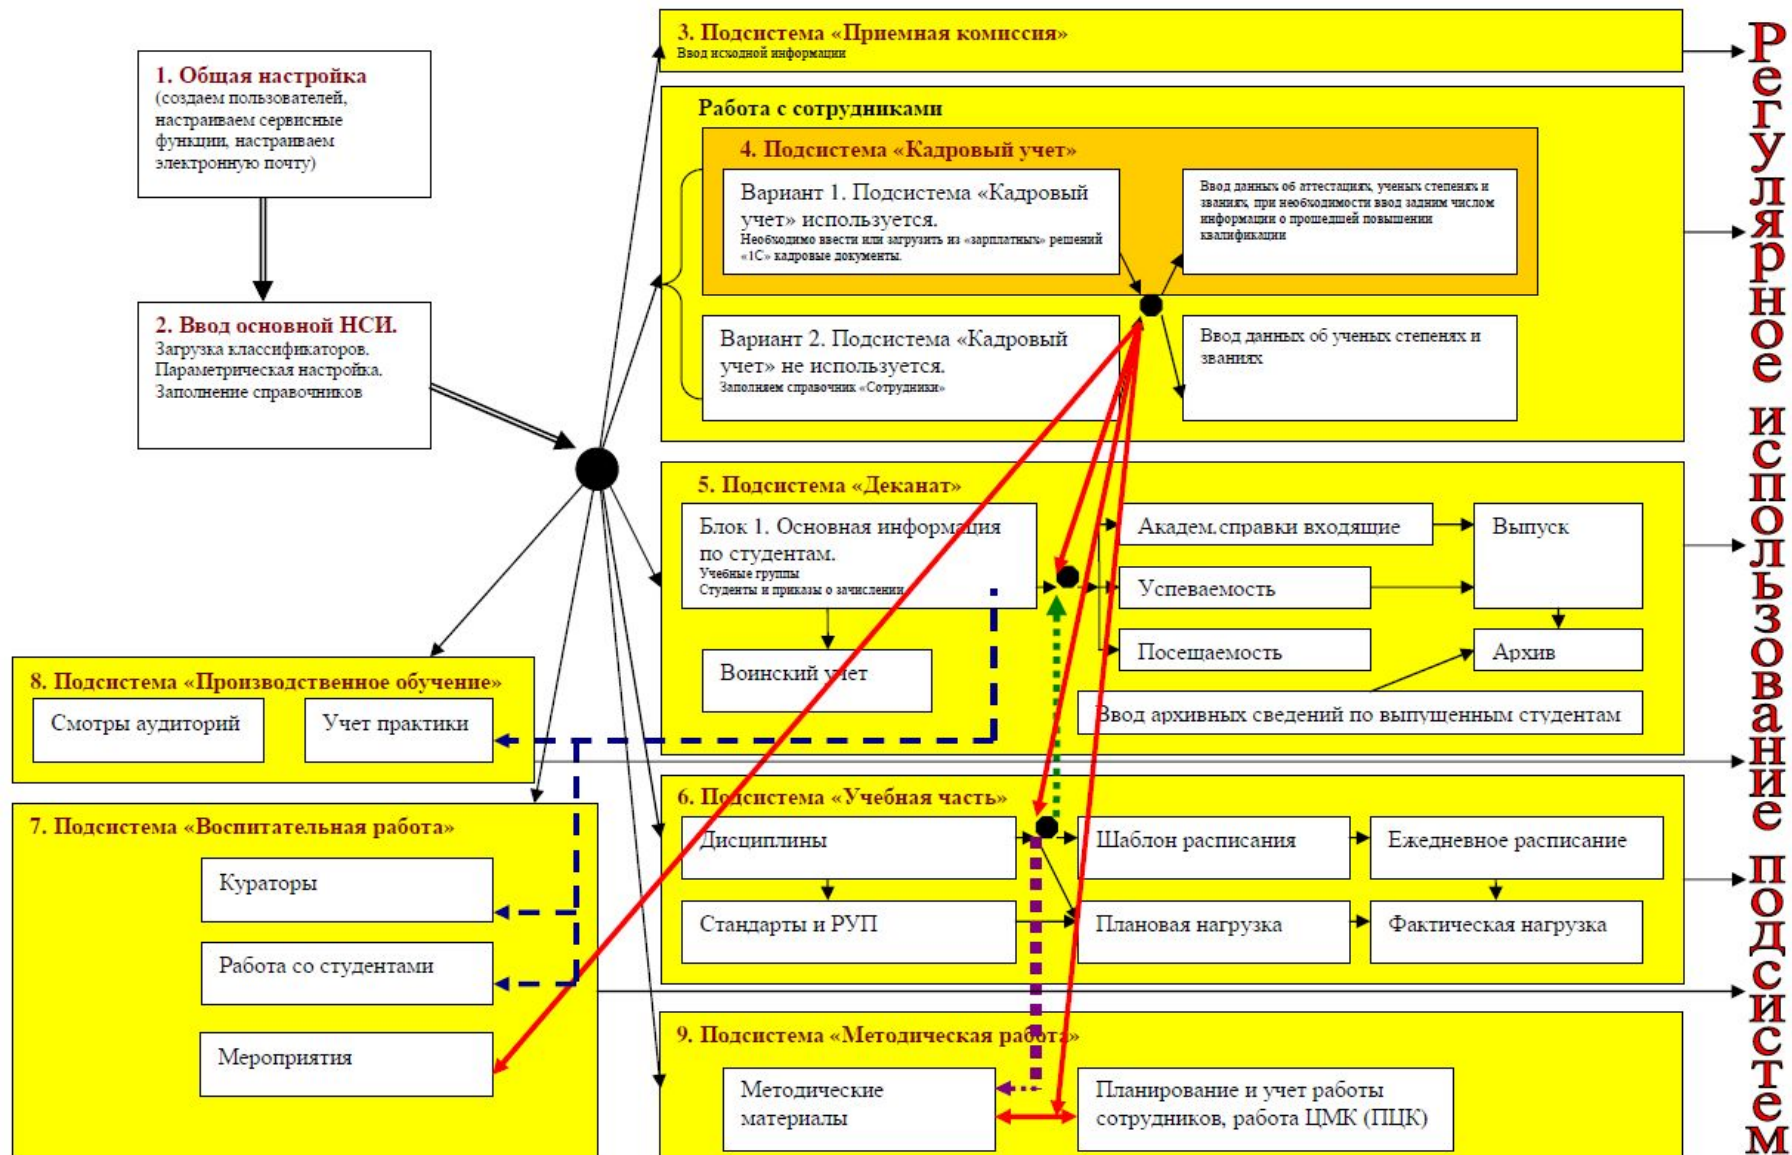 1. Общая настройка
(создаем пользователей,
настраиваем сервисные
функции, настраиваем
электронную почту)
2. Ввод основной НСИ.
Загрузка классификаторов.
Параметрическая настройка.
Заполнение справочников
3. Подсистема «Приемная комиссия»
Ввод исходной информации
Работа с сотрудниками
4. Подсистема «Кадровый учет»
Вариант 1. Подсистема «Кадровый
учет» используется.
Необходимо ввести или загрузить из «зарплатных» решений
«1С» кадровые документы.
Ввод данных об аттестациях, ученых степенях и
званиях, при необходимости ввод задним числом
информации о прошедшей повышении
квалификации
Вариант 2. Подсистема «Кадровый
учет» не используется.
Заполняем справочник «Сотрудники»
Ввод данных об ученых степенях и
званиях
5. Подсистема «Деканат»
Блок 1. Основная информация
по студентам.
Учебные группы
Студенты и приказы о зачислении
Воинский учет
Академ.справки входящие
Успеваемость
Посещаемость
Выпуск
Архив
Ввод архивных сведений по выпущенным студентам
8. Подсистема «Производственное обучение»
Смотры аудиторий
Учет практики
7. Подсистема «Воспитательная работа»
Кураторы
Работа со студентами
Мероприятия
6. Подсистема «Учебная часть»
Дисциплины
Шаблон расписания
Ежедневное расписание
Стандарты и РУП
Плановая нагрузка
Фактическая нагрузка
9. Подсистема «Методическая работа»
Методические
материалы
Планирование и учет работы
сотрудников, работа ЦМК (ПЦК)
Регулярное использование подсистем